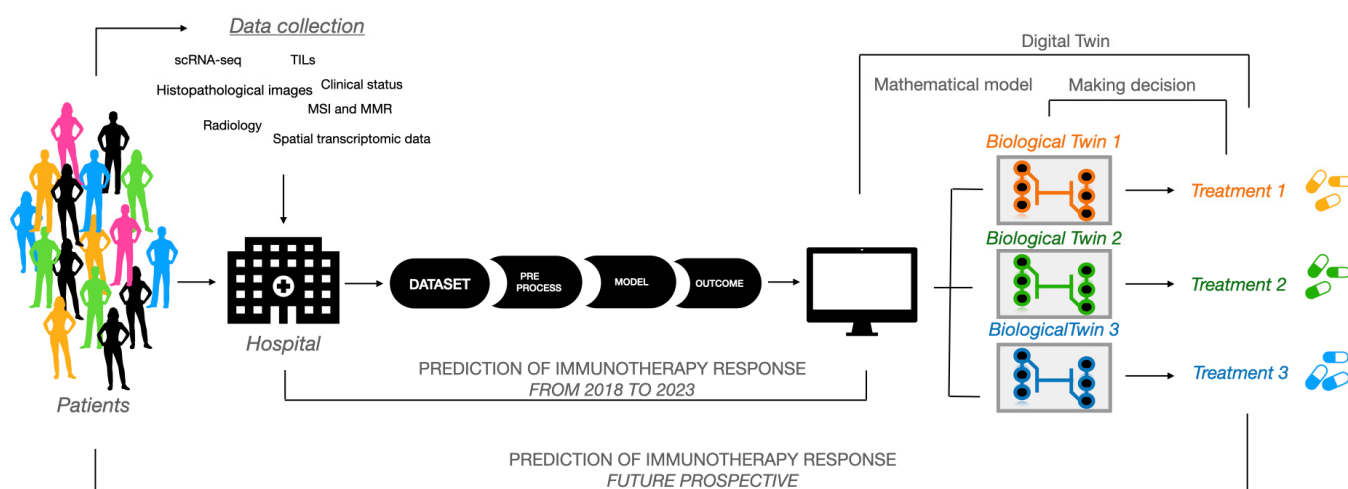 Data collection
scRNA-seq
TILs
Histopathological images
Clinical status
MSI and MMR
Radiology
Spatial transcriptomic data
Digital Twin
Mathematical model
Making decision
Biological Twin 1
Treatment 1
Biological Twin 2
Treatment 2
BiologicalTwin 3
Treatment 3
DATASET
PRE
PROCESS
MODEL
OUTCOME
Hospital
Patients
PREDICTION OF IMMUNOTHERAPY RESPONSE
FROM 2018 TO 2023
PREDICTION OF IMMUNOTHERAPY RESPONSE
FUTURE PROSPECTIVE